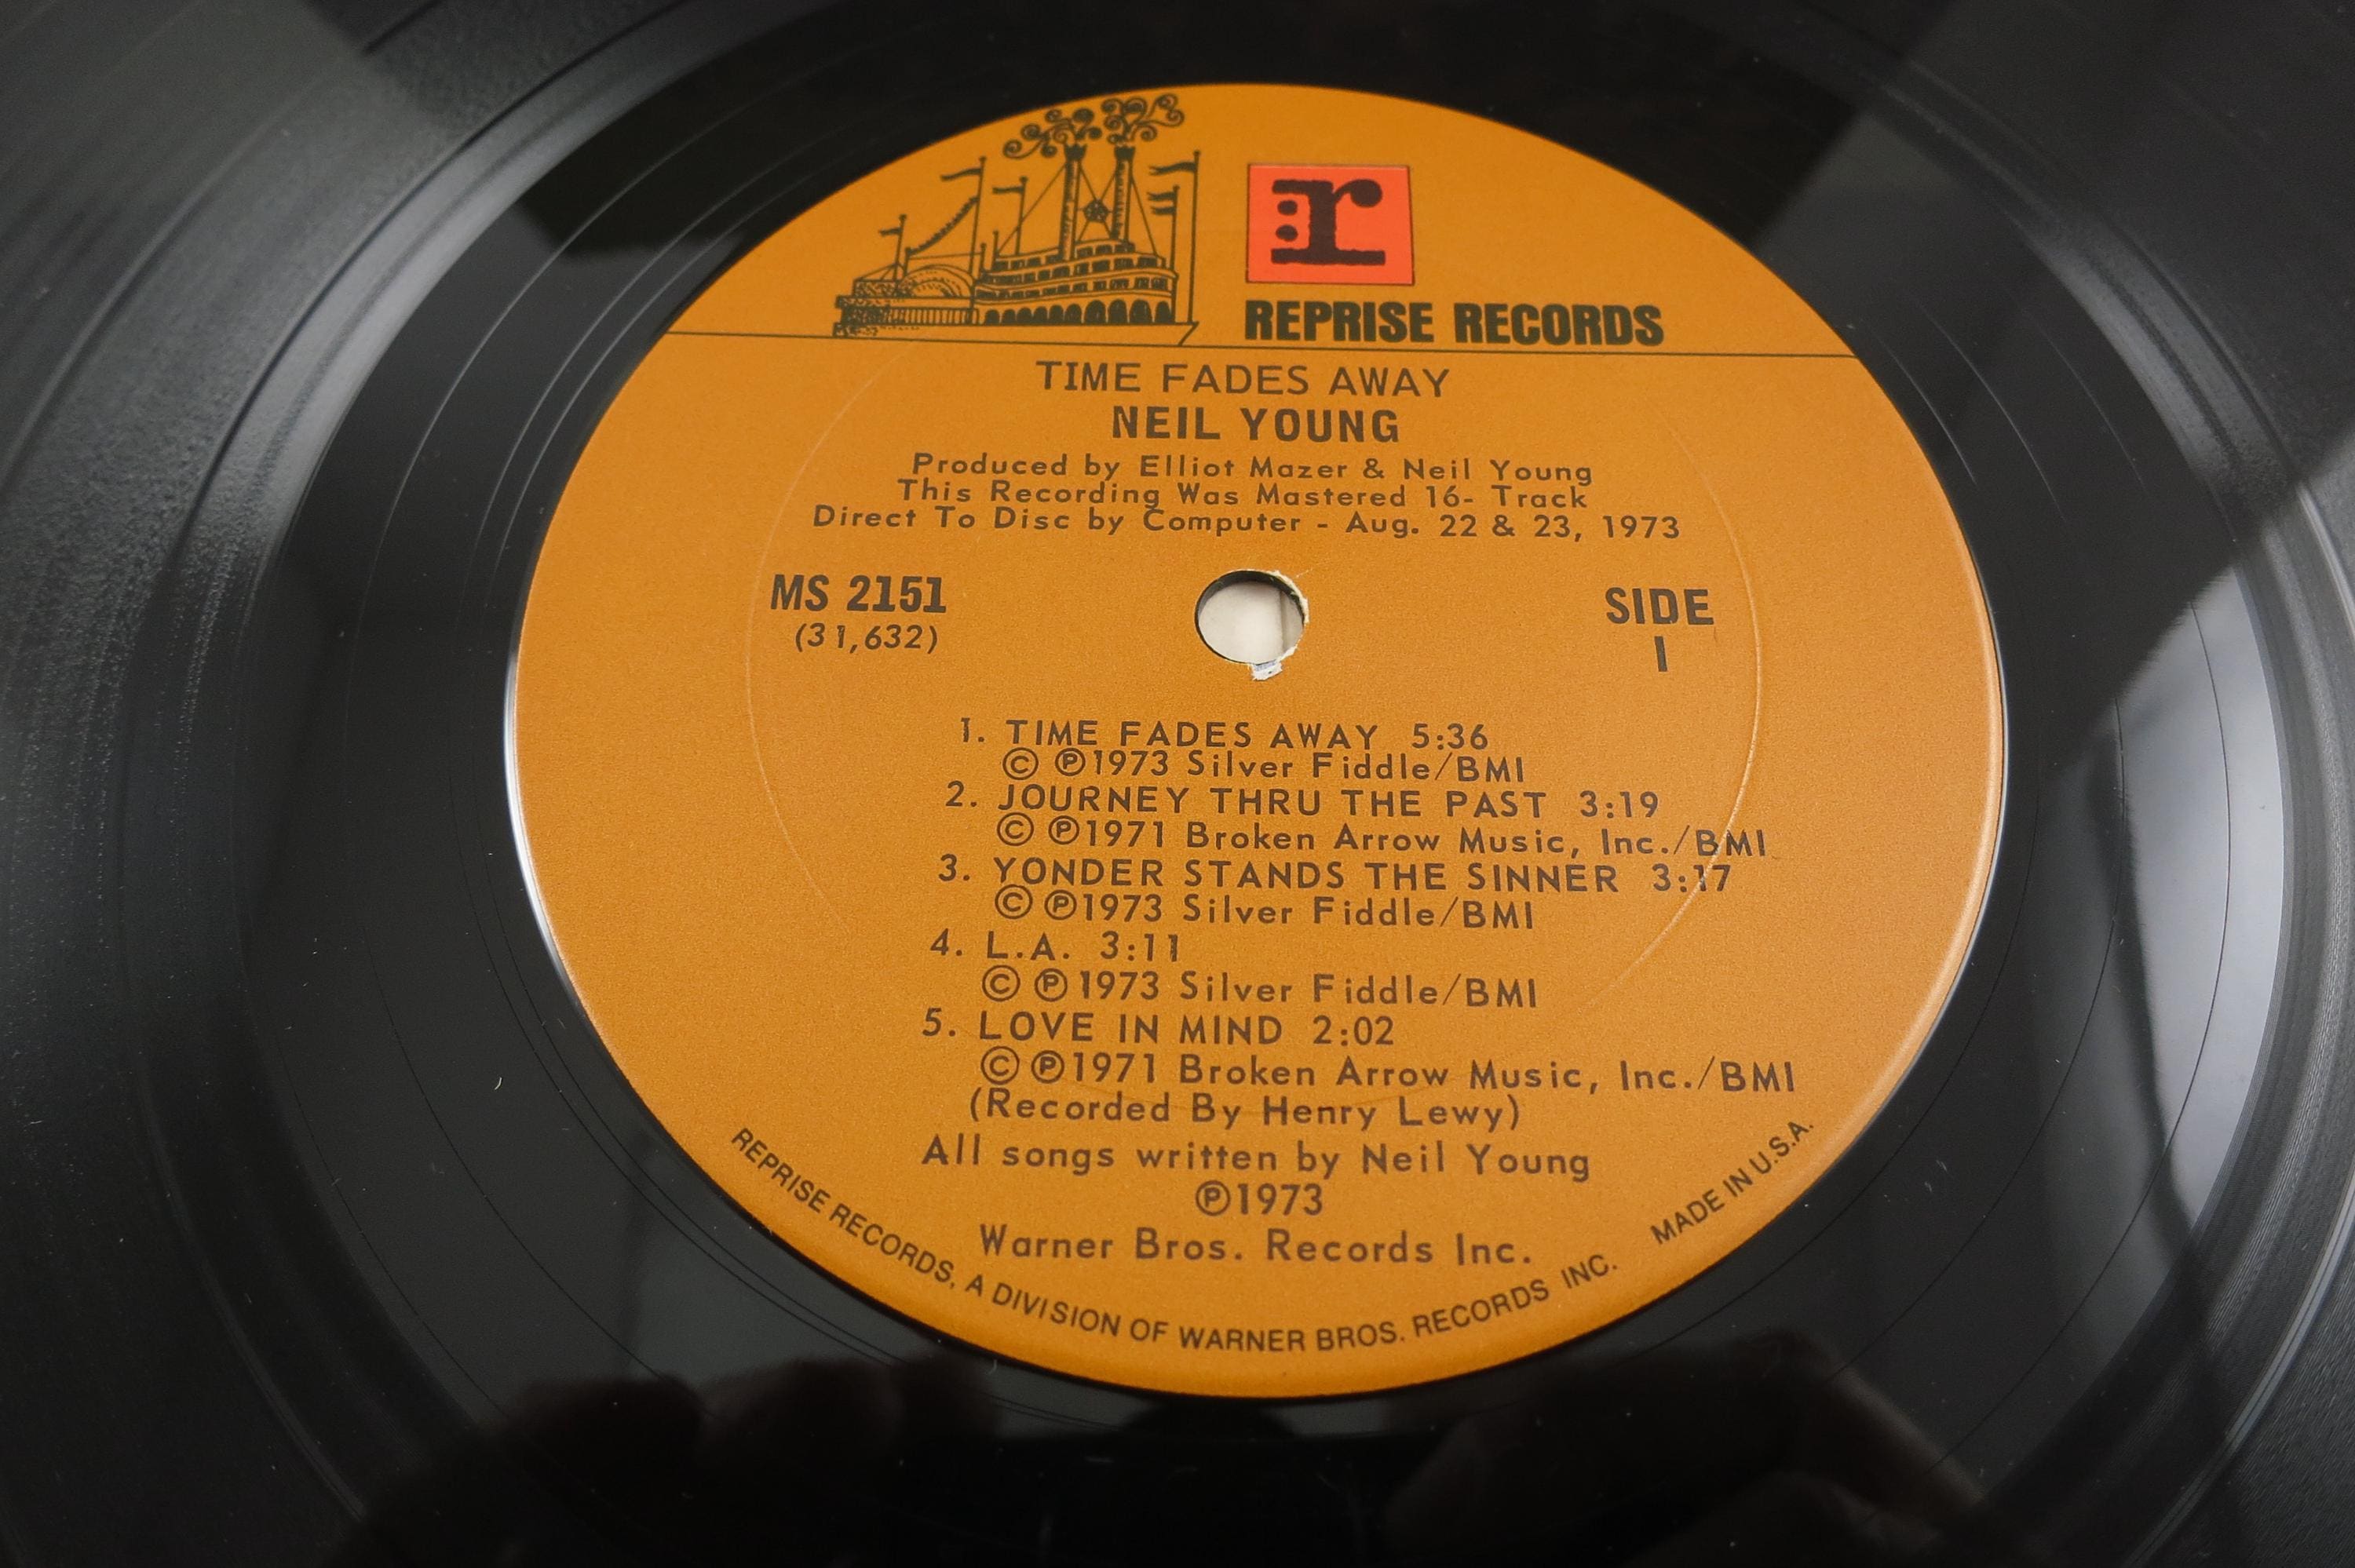 r:
REPRISE RECORDS
TIME FADES AWAY
NEIL YOUNG
Produced by Elliot Mazer & Neil Young
This Recording Was Mastered 16- Track
Direct To Disc by Computer - Aug. 22 & 23, 1973
MS 2151
(31,632)
SIDE
1
1. TIME FADES AWAY 5:36
© ℗1973 Silver Fiddle/BMI
2. JOURNEY THRU THE PAST 3:19
© ℗1971 Broken Arrow Music, Inc./BMI
3. YONDER STANDS THE SINNER 3:17
© ℗1973 Silver Fiddle/BMI
4. L.A. 3:11
© ℗1973 Silver Fiddle/BMI
5. LOVE IN MIND 2:02
© ℗1971 Broken Arrow Music, Inc./BMI
(Recorded By Henry Lewy)
All songs written by Neil Young
℗1973
Warner Bros. Records Inc.
REPRISE RECORDS, A DIVISION OF WARNER BROS. RECORDS INC. MADE IN U.S.A.